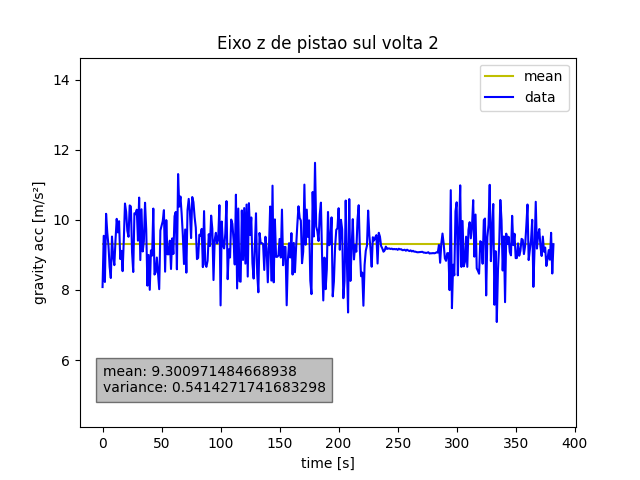 Eixo z de pistao sul volta 2
mean
data
14
12
10
8
6
gravity acc [m/s²]
mean: 9.300971484668938
variance: 0.5414271741683298
0 50 100 150 200 250 300 350 400
time [s]